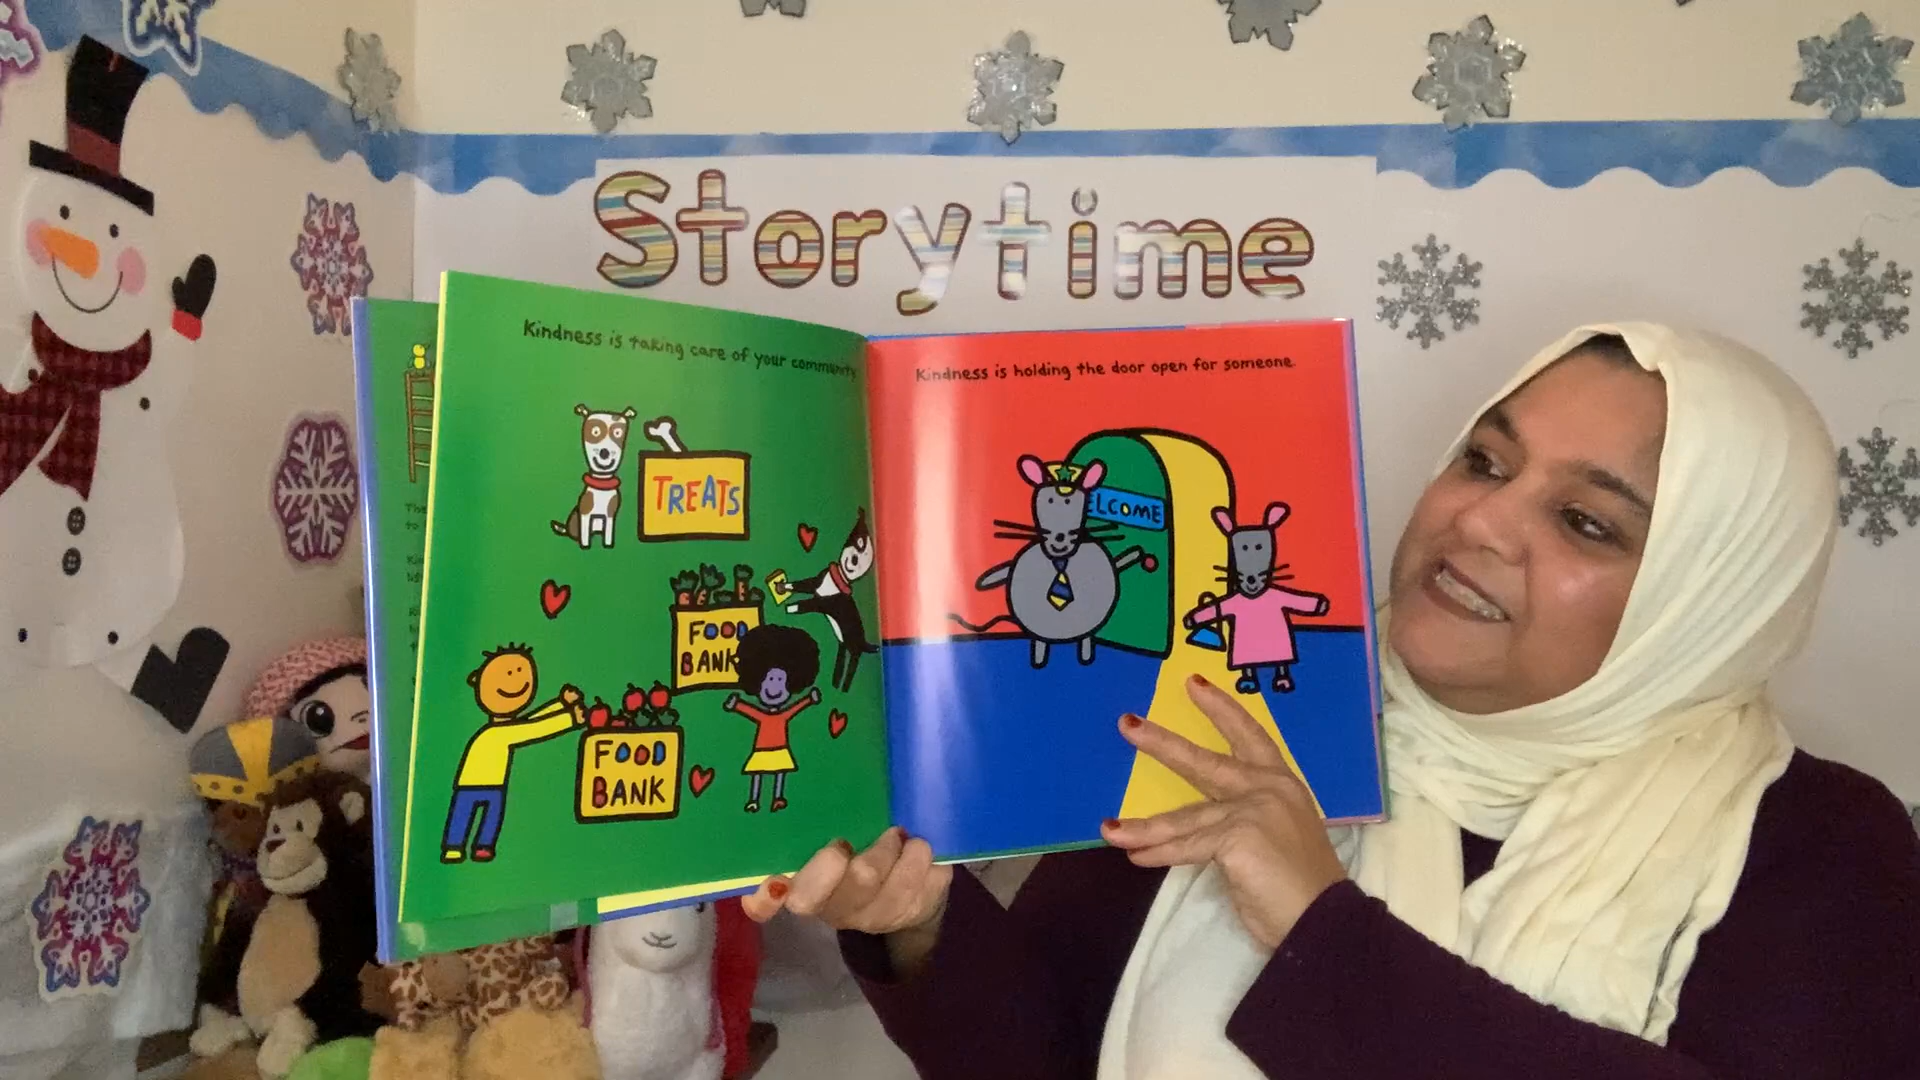 Storytime
Kindness is taking care of your community
TREATS
FOOD
BANK
FOOD
BANK
Kindness is holding the door open for someone.
ELCOME